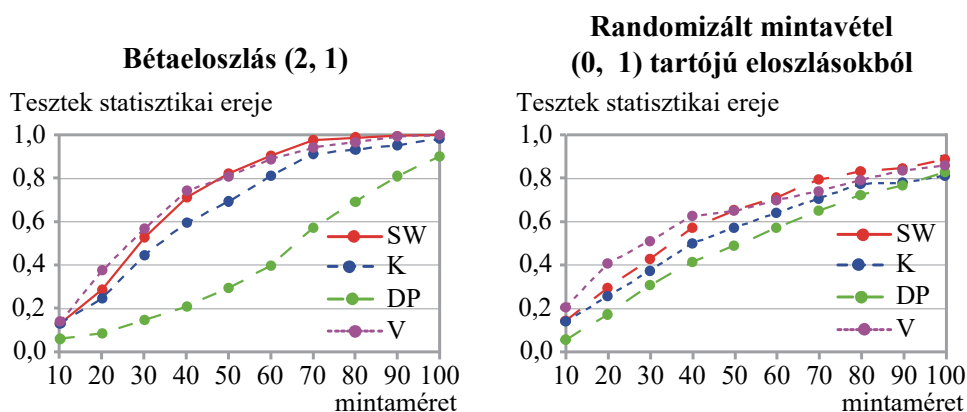 Bétaeloszlás (2, 1)
Tesztek statisztikai ereje
1,0
0,8
0,6
0,4
0,2
0,0
SW
K
DP
V
10 20 30 40 50 60 70 80 90 100
mintaméret
Randomizált mintavétel
(0, 1) tartójú eloszlásokból
Tesztek statisztikai ereje
1,0
0,8
0,6
0,4
0,2
0,0
SW
K
DP
V
10 20 30 40 50 60 70 80 90 100
mintaméret